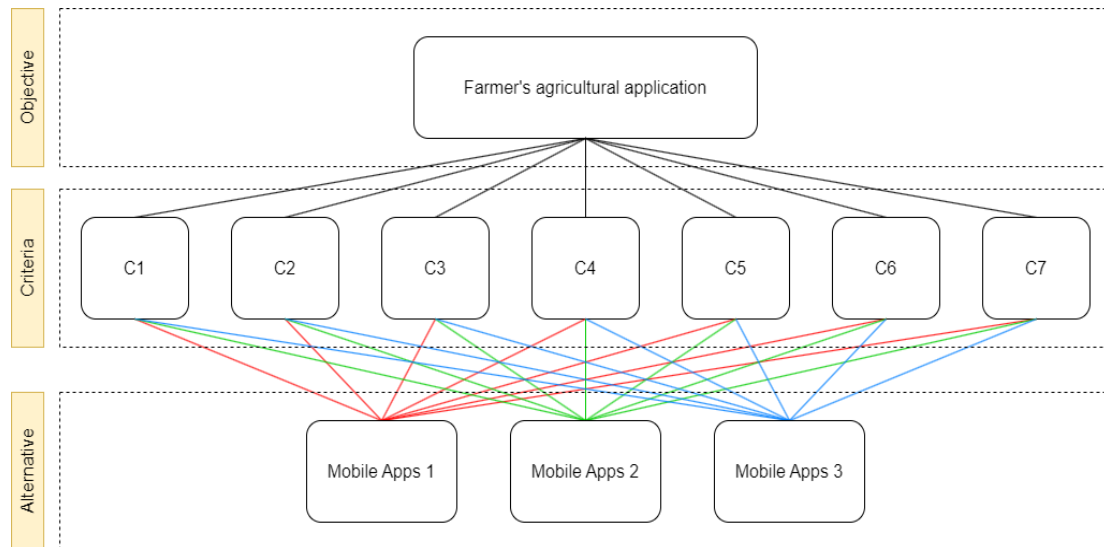 Objective
Farmer's agricultural application
Criteria
C1
C2
C3
C4
C5
C6
C7
Alternative
Mobile Apps 1
Mobile Apps 2
Mobile Apps 3